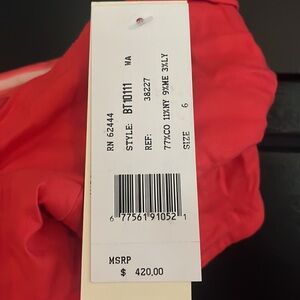 RN 62444
STYLE: BT10111 WA
REF: 38227
77%CO 11%NY 9%ME 3%LY
SIZE 6
6 77561 91052 1
MSRP
$ 420,00